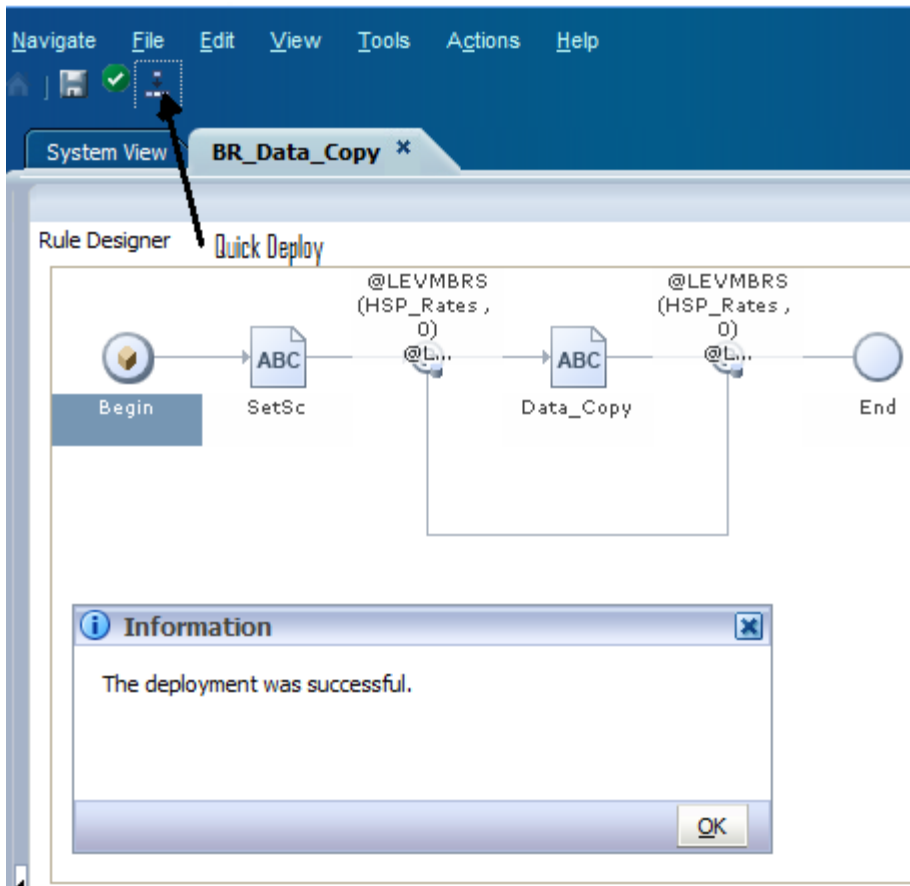 Navigate File Edit View Tools Actions Help
System View BR_Data_Copy
Rule Designer
Quick Deploy
@LEVMBRS
(HSP_Rates ,
0)
@L...
@LEVMBRS
(HSP_Rates ,
0)
@L...
ABC
ABC
Begin
SetSc
Data_Copy
End
Information
The deployment was successful.
OK